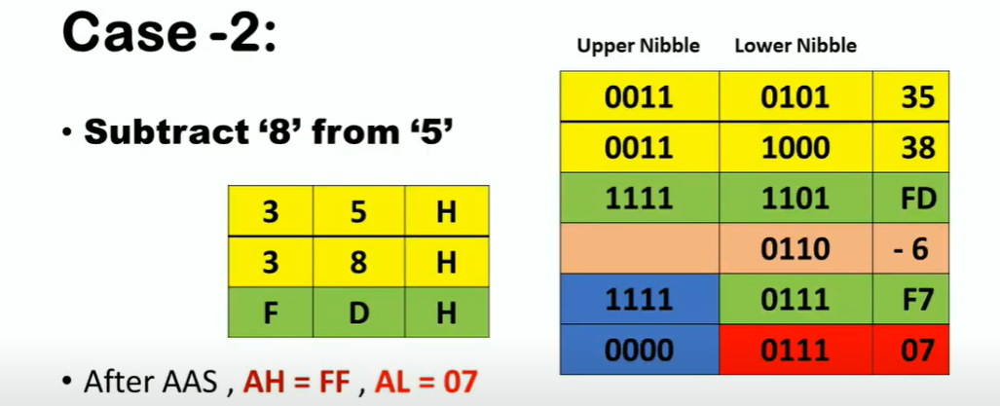 Case -2:
• Subtract ‘8’ from ‘5’
3 5 H
3 8 H
F D H
• After AAS , AH = FF , AL = 07
Upper Nibble Lower Nibble
0011 0101 35
0011 1000 38
1111 1101 FD
0110 - 6
1111 0111 F7
0000 0111 07